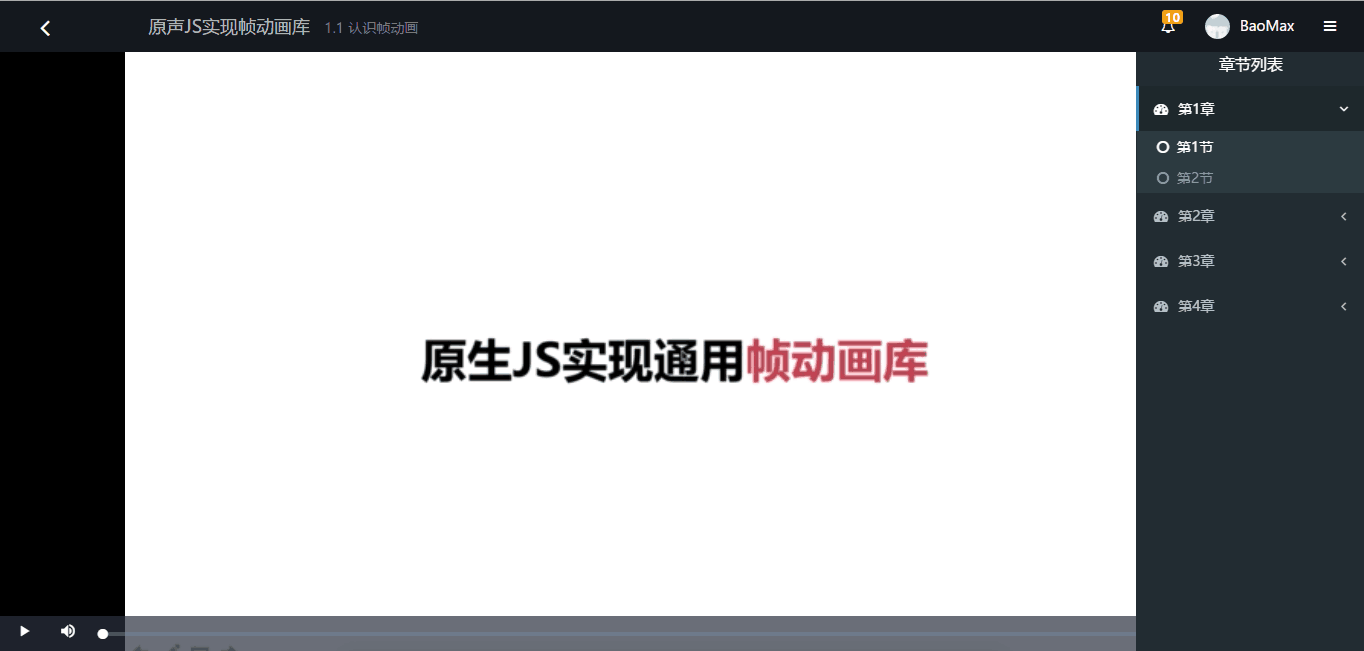 原声JS实现帧动画库 1.1 认识帧动画
10
BaoMax
章节列表
第1章
第1节
第2节
第2章
第3章
第4章
原生JS实现通用帧动画库